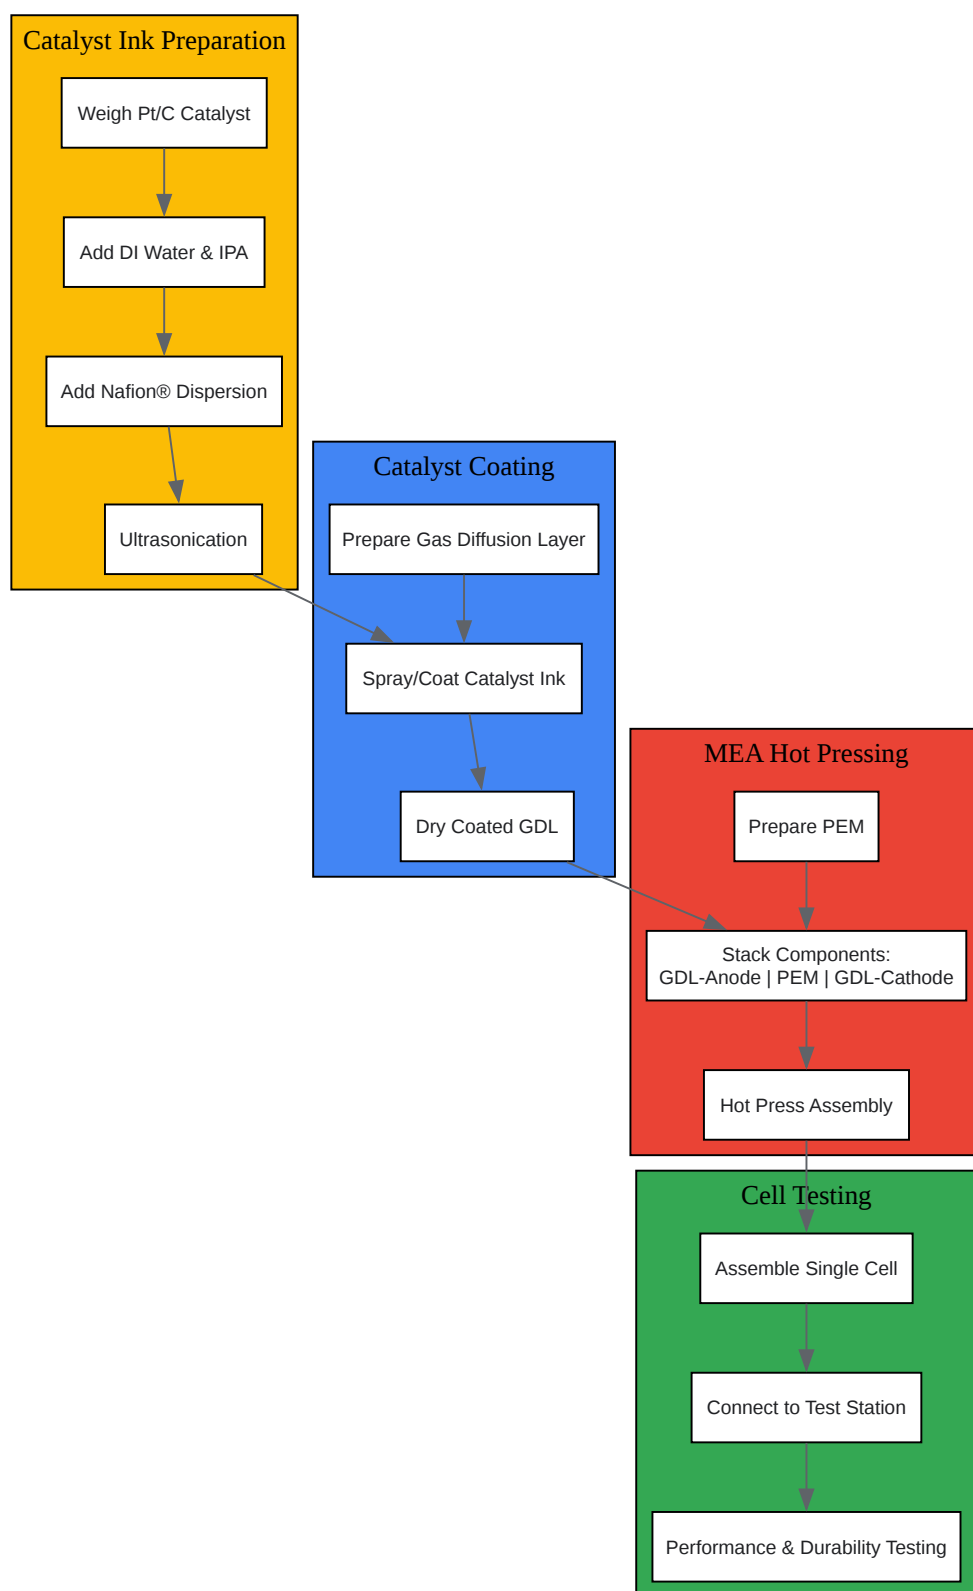 Catalyst Ink Preparation
Weigh Pt/C Catalyst
Add DI Water & IPA
Add Nafion® Dispersion
Ultrasonication
Catalyst Coating
Prepare Gas Diffusion Layer
Spray/Coat Catalyst Ink
Dry Coated GDL
MEA Hot Pressing
Prepare PEM
Stack Components:
GDL-Anode | PEM | GDL-Cathode
Hot Press Assembly
Cell Testing
Assemble Single Cell
Connect to Test Station
Performance & Durability Testing